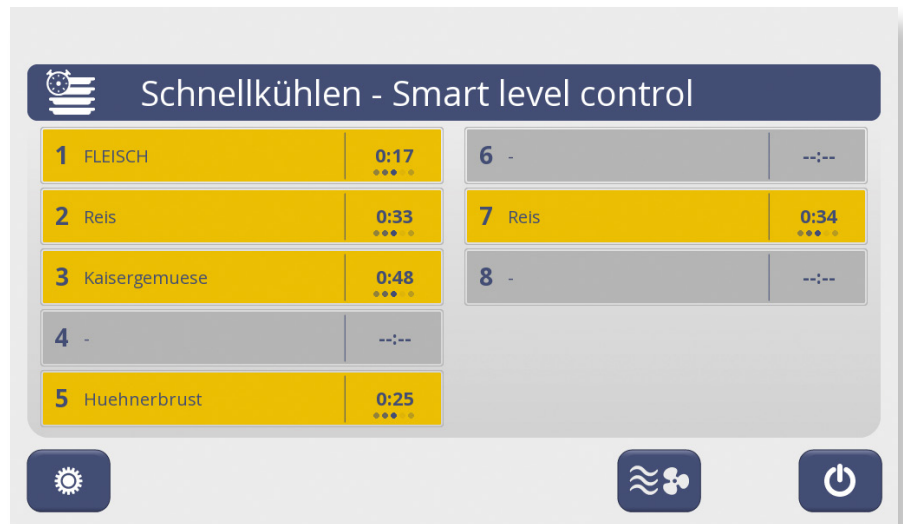 Schnellkühlen - Smart level control
1 FLEISCH 0:17
2 Reis 0:33
3 Kaisergemuese 0:48
4 - --:--
5 Huehnerbrust 0:25
6 - --:--
7 Reis 0:34
8 - --:--